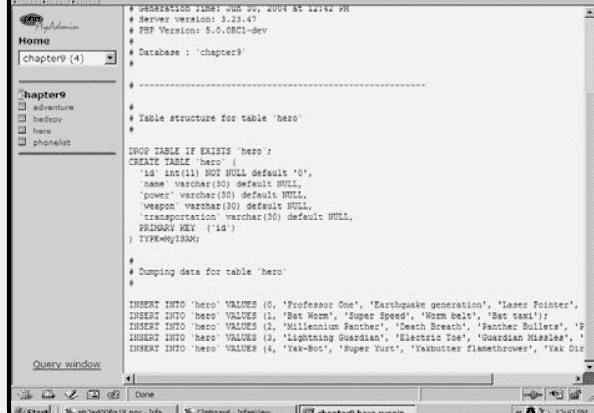 php
MyAdmin
Home
chapter9 (4)
hapter9
adventure
badspy
hero
phonelist
Query window
# Generation Time: Jun 30, 2004 at 12:42 PM
# Server version: 3.23.47
# PHP Version: 5.0.0RC1-dev
#
# Database : `chapter9`
#
# --------------------------------------------------------
#
# Table structure for table `hero`
#
DROP TABLE IF EXISTS `hero`;
CREATE TABLE `hero` (
`id` int(11) NOT NULL default '0',
`name` varchar(30) default NULL,
`power` varchar(30) default NULL,
`weapon` varchar(30) default NULL,
`transportation` varchar(30) default NULL,
PRIMARY KEY (`id`)
) TYPE=MyISAM;
#
# Dumping data for table `hero`
#
INSERT INTO `hero` VALUES (0, 'Professor One', 'Earthquake generation', 'Laser Pointer',
INSERT INTO `hero` VALUES (1, 'Bat Worm', 'Super Speed', 'Worm belt', 'Bat taxi');
INSERT INTO `hero` VALUES (2, 'Millennium Panther', 'Death Breath', 'Panther Bullets', 'P
INSERT INTO `hero` VALUES (3, 'Lightning Guardian', 'Electric Toe', 'Guardian Missles', '
INSERT INTO `hero` VALUES (4, 'Yak-Bot', 'Super Yurt', 'Yakbutter flamethrower', 'Yak Dir
Done
Start
12:42 PM